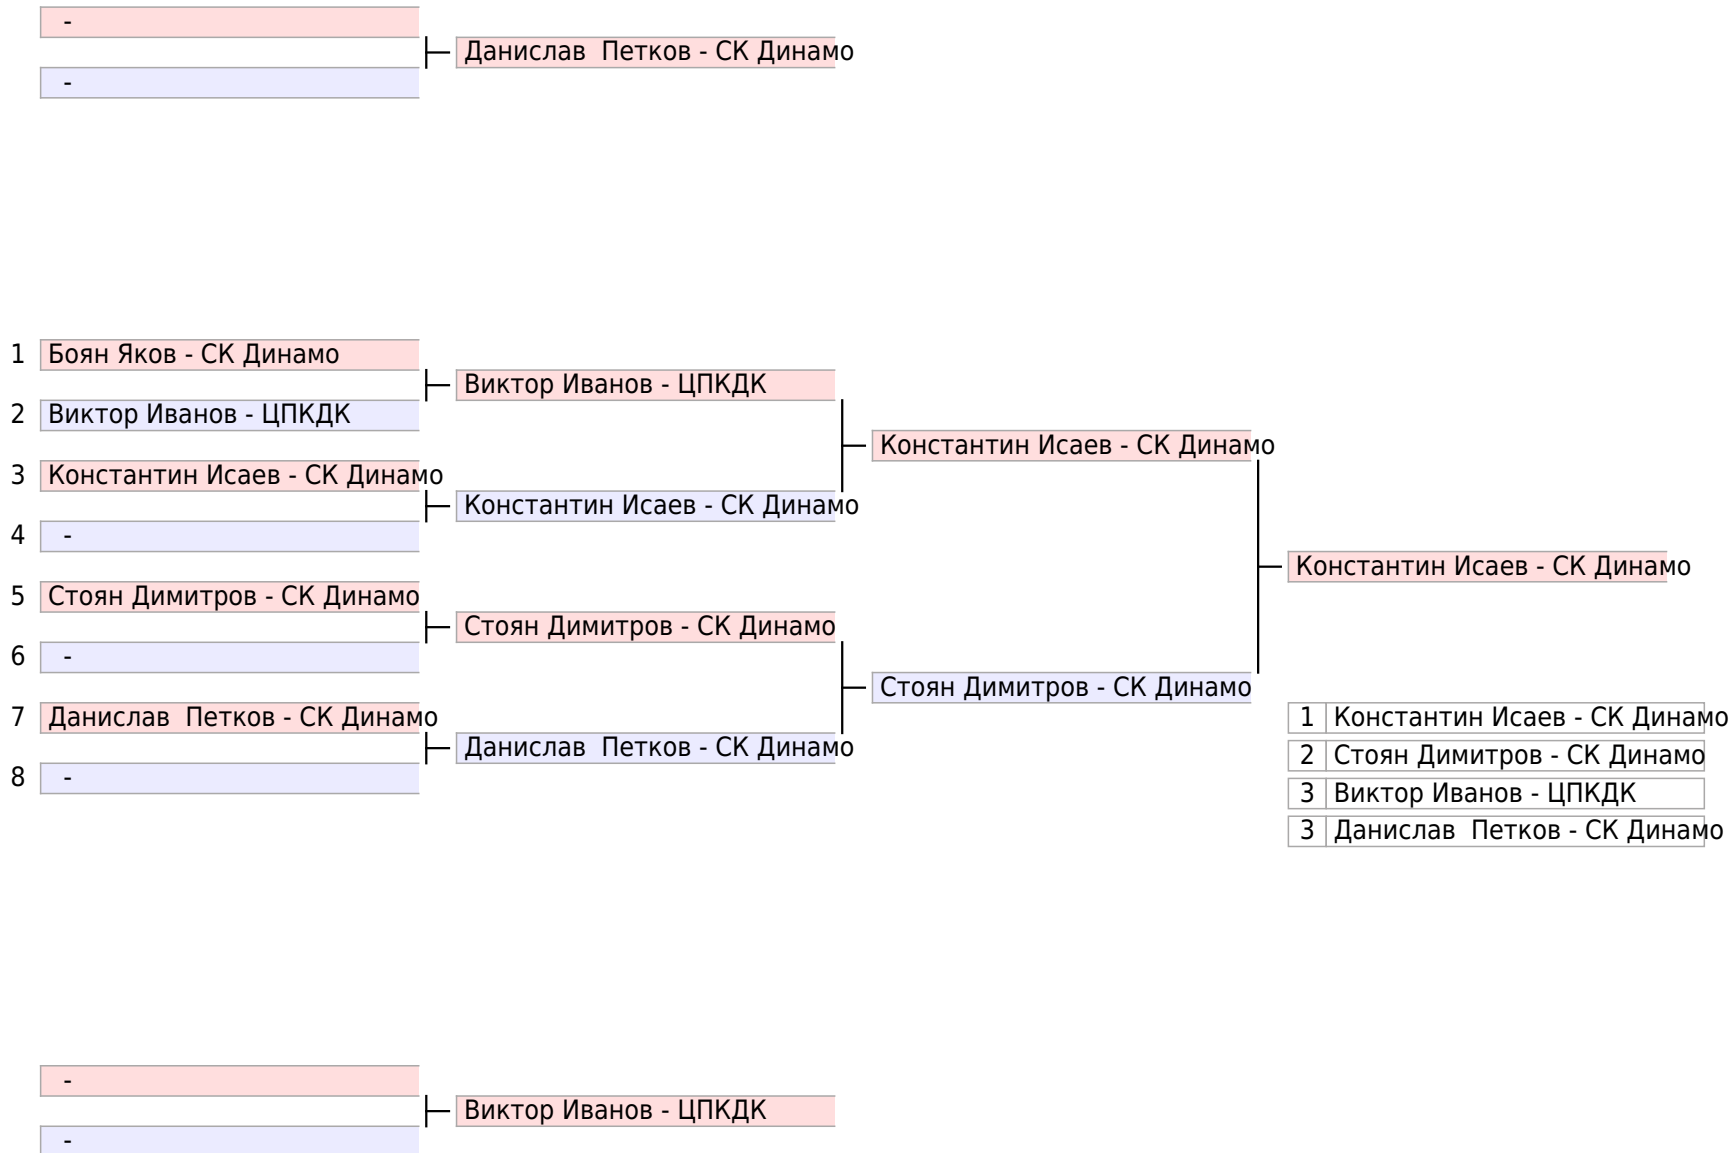 -
Данислав  Петков - СК Динамо
-
1 Боян Яков - СК Динамо
Виктор Иванов - ЦПКДК
2 Виктор Иванов - ЦПКДК
Константин Исаев - СК Динамо
3 Константин Исаев - СК Динамо
Константин Исаев - СК Динамо
4 -
Константин Исаев - СК Динамо
5 Стоян Димитров - СК Динамо
Стоян Димитров - СК Динамо
6 -
Стоян Димитров - СК Динамо
7 Данислав  Петков - СК Динамо
Данислав  Петков - СК Динамо
8 -
1 Константин Исаев - СК Динамо
2 Стоян Димитров - СК Динамо
3 Виктор Иванов - ЦПКДК
3 Данислав  Петков - СК Динамо
-
Виктор Иванов - ЦПКДК
-